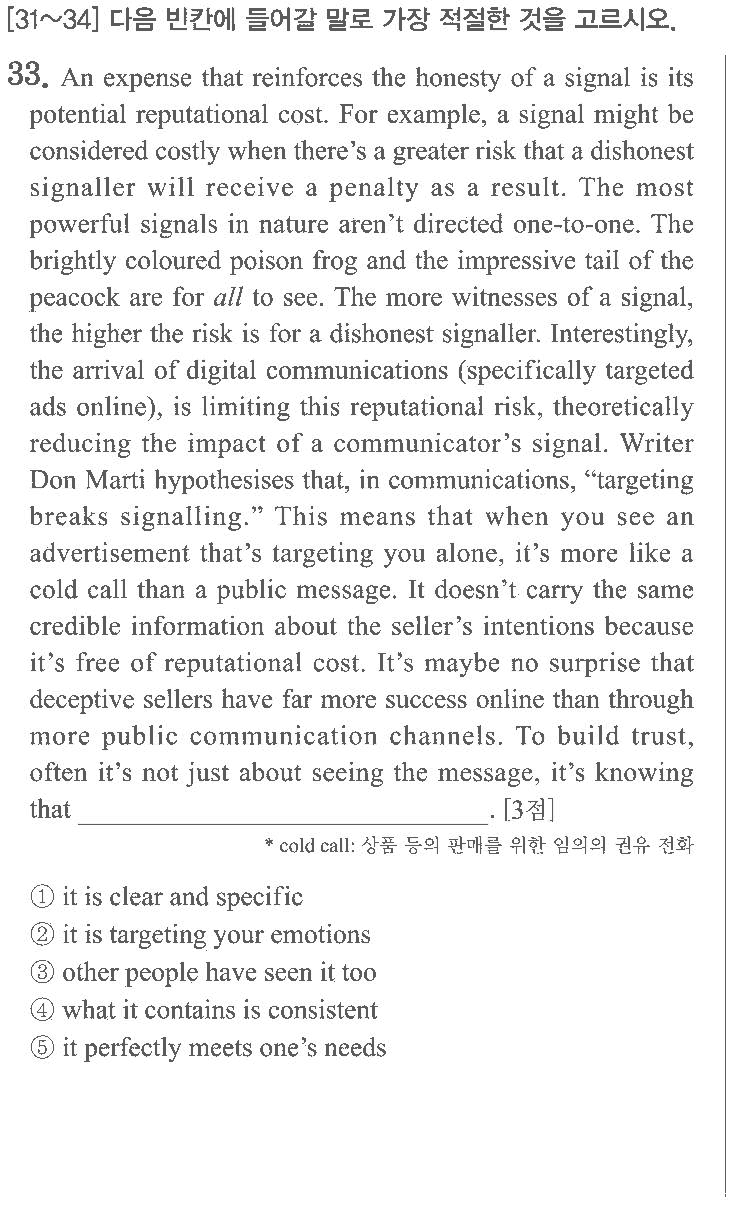 [31~34] 다음 빈칸에 들어갈 말로 가장 적절한 것을 고르시오.
33. An expense that reinforces the honesty of a signal is its
potential reputational cost. For example, a signal might be
considered costly when there's a greater risk that a dishonest
signaller will receive a penalty as a result. The most
powerful signals in nature aren't directed one-to-one. The
brightly coloured poison frog and the impressive tail of the
peacock are for all to see. The more witnesses of a signal,
the higher the risk is for a dishonest signaller. Interestingly,
the arrival of digital communications (specifically targeted
ads online), is limiting this reputational risk, theoretically
reducing the impact of a communicator's signal. Writer
Don Marti hypothesises that, in communications, “targeting
breaks signalling.” This means that when you see an
advertisement that's targeting you alone, it's more like a
cold call than a public message. It doesn't carry the same
credible information about the seller's intentions because
it's free of reputational cost. It's maybe no surprise that
deceptive sellers have far more success online than through
more public communication channels. To build trust,
often it's not just about seeing the message, it's knowing
that ______________________________. [3점]
* cold call: 상품 등의 판매를 위한 임의의 권유 전화
① it is clear and specific
② it is targeting your emotions
③ other people have seen it too
④ what it contains is consistent
⑤ it perfectly meets one's needs